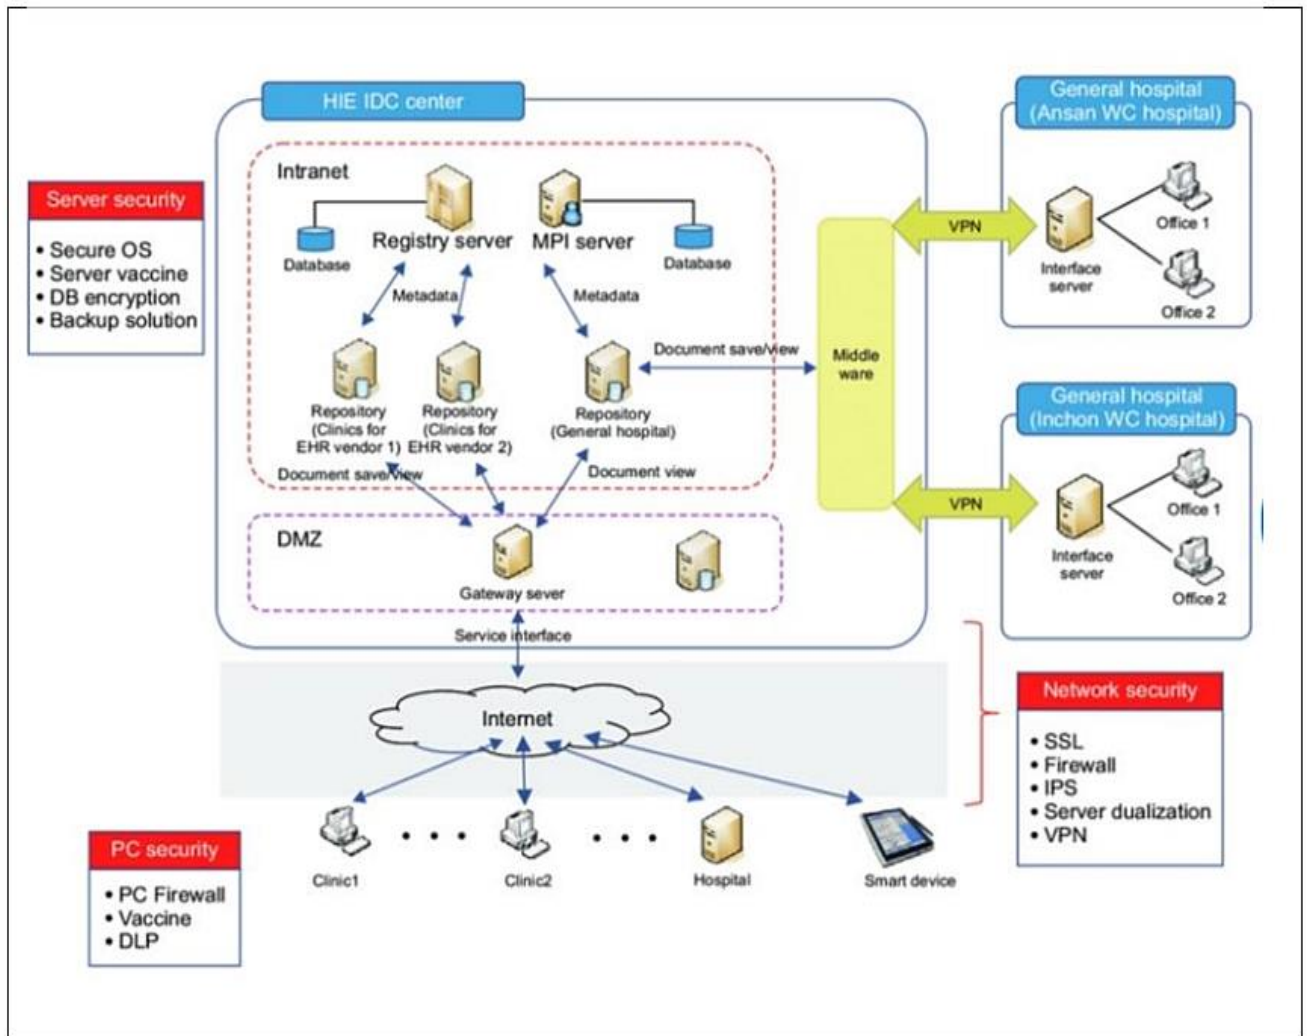 HIE IDC center
General hospital
(Ansan WC hospital)
Intranet
Server security
• Secure OS
• Server vaccine
• DB encryption
• Backup solution
Registry server
MPI server
Database
Database
Metadata
Metadata
VPN
Interface
server
Office 1
Office 2
Document save/view
Middle
ware
Repository
(Clinics for
EHR vendor 1)
Repository
(Clinics for
EHR vendor 2)
Repository
(General hospital)
General hospital
(Inchon WC hospital)
Document save/view
Document view
VPN
Interface
server
Office 1
Office 2
DMZ
Gateway sever
Service interface
Internet
Network security
• SSL
• Firewall
• IPS
• Server dualization
• VPN
PC security
• PC Firewall
• Vaccine
• DLP
Clinic1
Clinic2
Hospital
Smart device